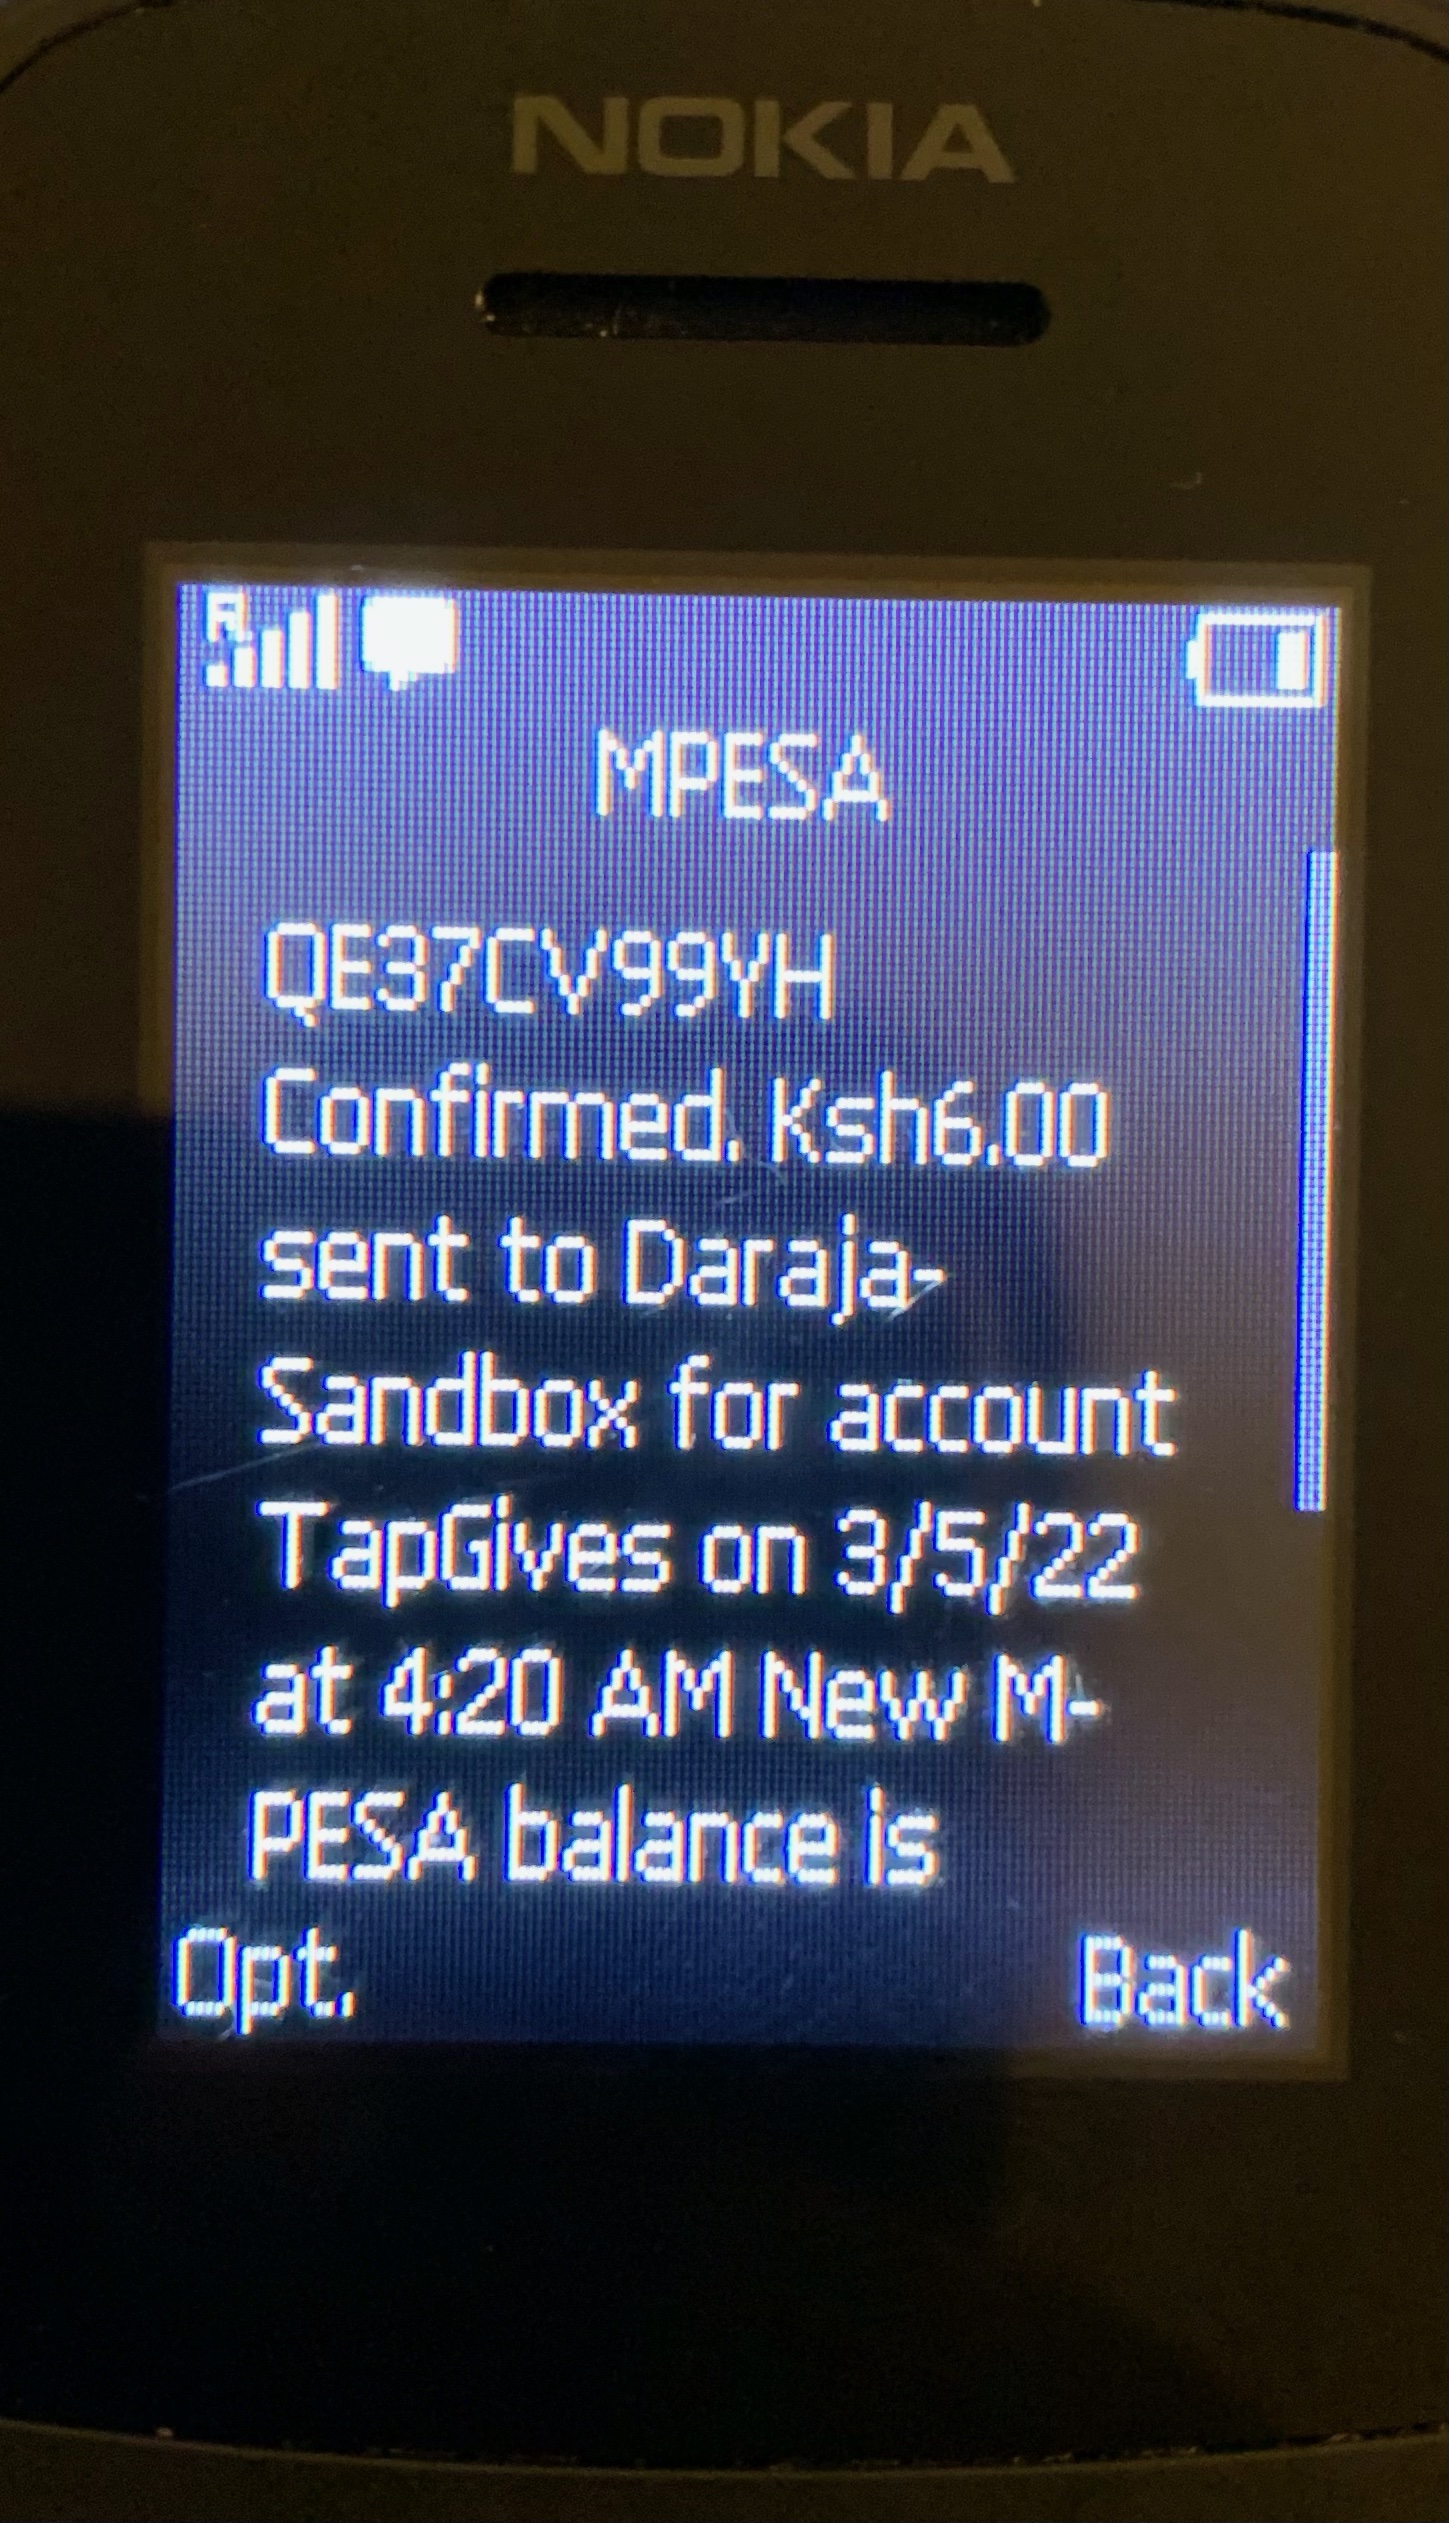 NOKIA
R
MPESA
QE37CV99YH
Confirmed. Ksh6.00
sent to Daraja-
Sandbox for account
TapGives on 3/5/22
at 4:20 AM New M-
PESA balance is
Opt. Back